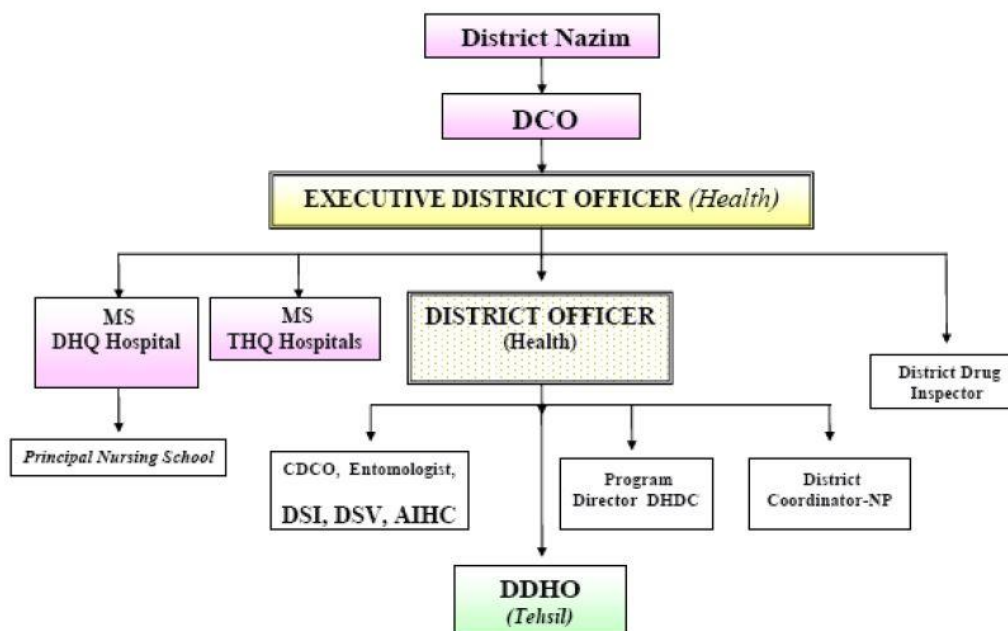 District Nazim
DCO
EXECUTIVE DISTRICT OFFICER (Health)
MS
DHQ Hospital
MS
THQ Hospitals
DISTRICT OFFICER
(Health)
District Drug
Inspector
Principal Nursing School
CDCO, Entomologist,
DSI, DSV, AIHC
Program
Director DHDC
District
Coordinator-NP
DDHO
(Tehsil)